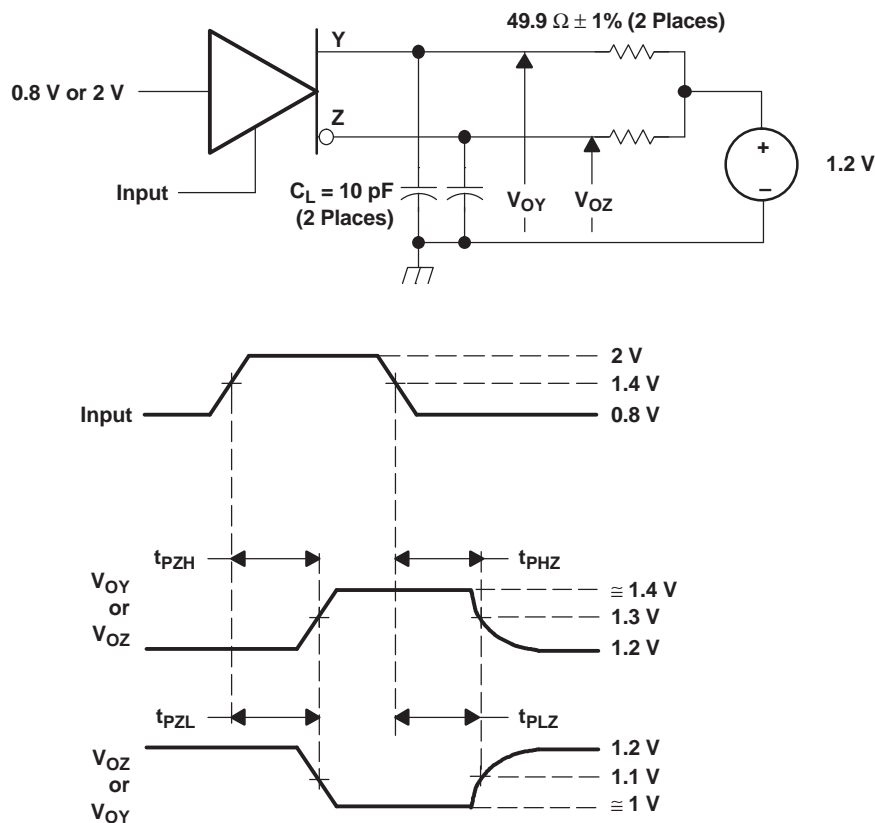 49.9 Ω ± 1% (2 Places)
Y
0.8 V or 2 V
Z
+
1.2 V
Input
C_L = 10 pF
(2 Places)
V_OY
V_OZ
−
2 V
1.4 V
Input
0.8 V
t_PZH
t_PHZ
V_OY
or
V_OZ
≅ 1.4 V
1.3 V
1.2 V
t_PZL
t_PLZ
V_OZ
or
V_OY
1.2 V
1.1 V
≅ 1 V